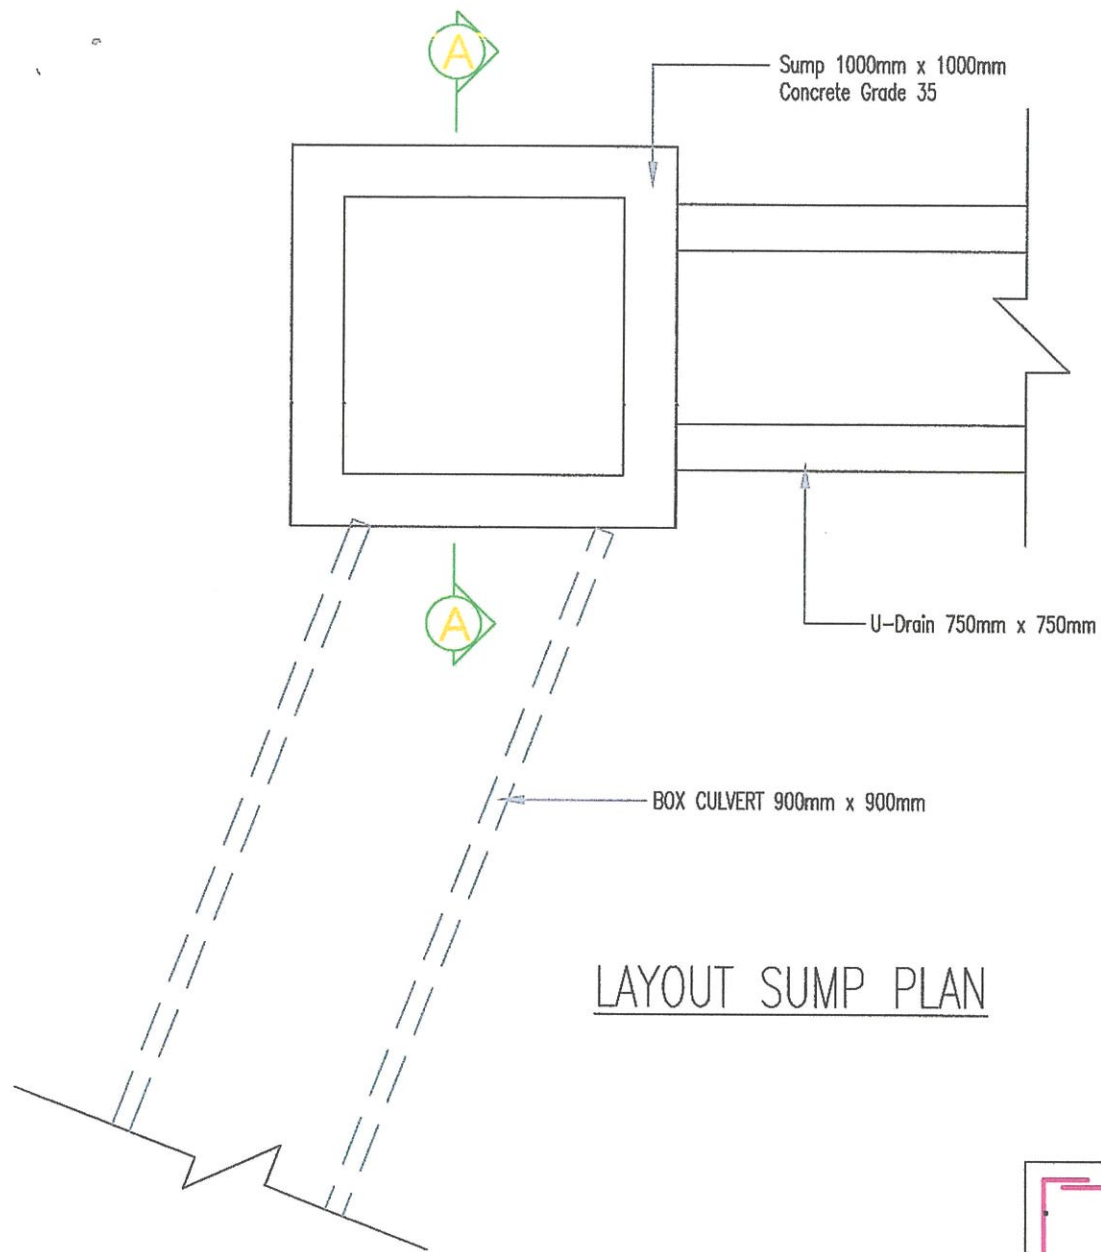 A
Sump 1000mm x 1000mm
Concrete Grade 35
A
U-Drain 750mm x 750mm
BOX CULVERT 900mm x 900mm
LAYOUT SUMP PLAN